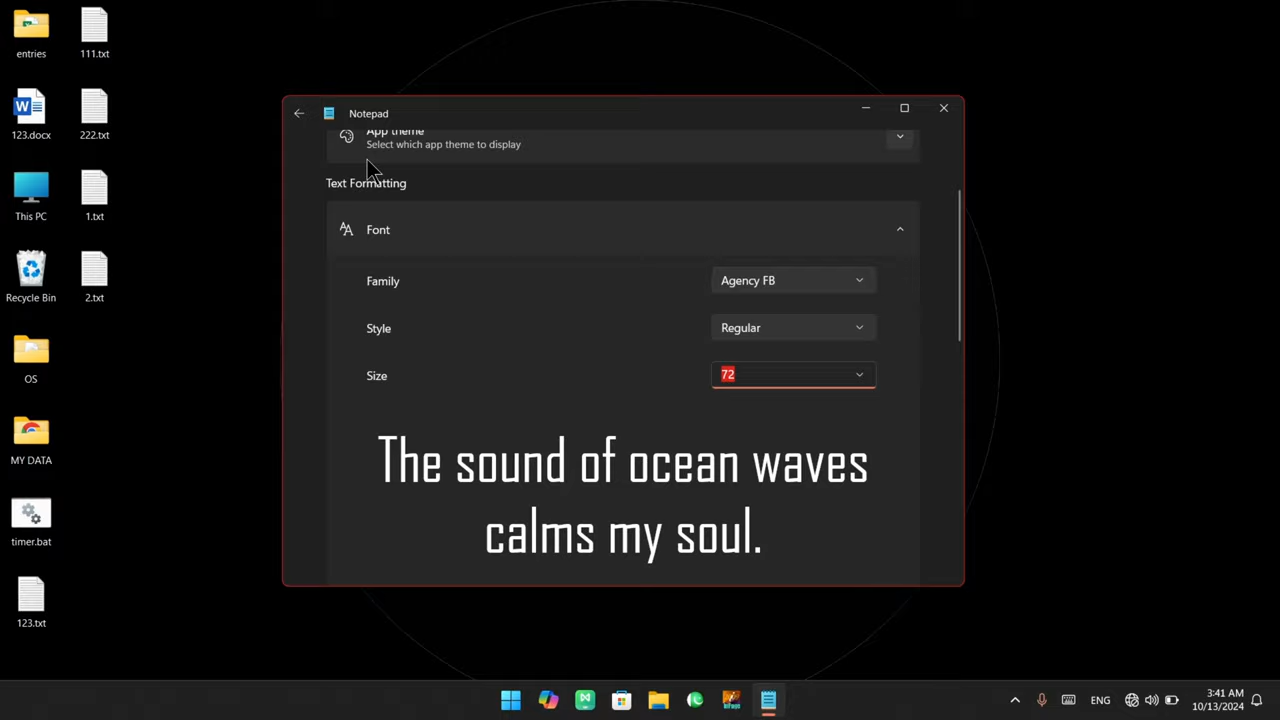 entries
111.txt
123.docx
222.txt
This PC
1.txt
Recycle Bin
2.txt
OS
MY DATA
timer.bat
123.txt
Notepad
App theme
Select which app theme to display
Text Formatting
Font
Family
Agency FB
Style
Regular
Size
72
The sound of ocean waves
calms my soul.
ENG
3:41 AM
10/13/2024